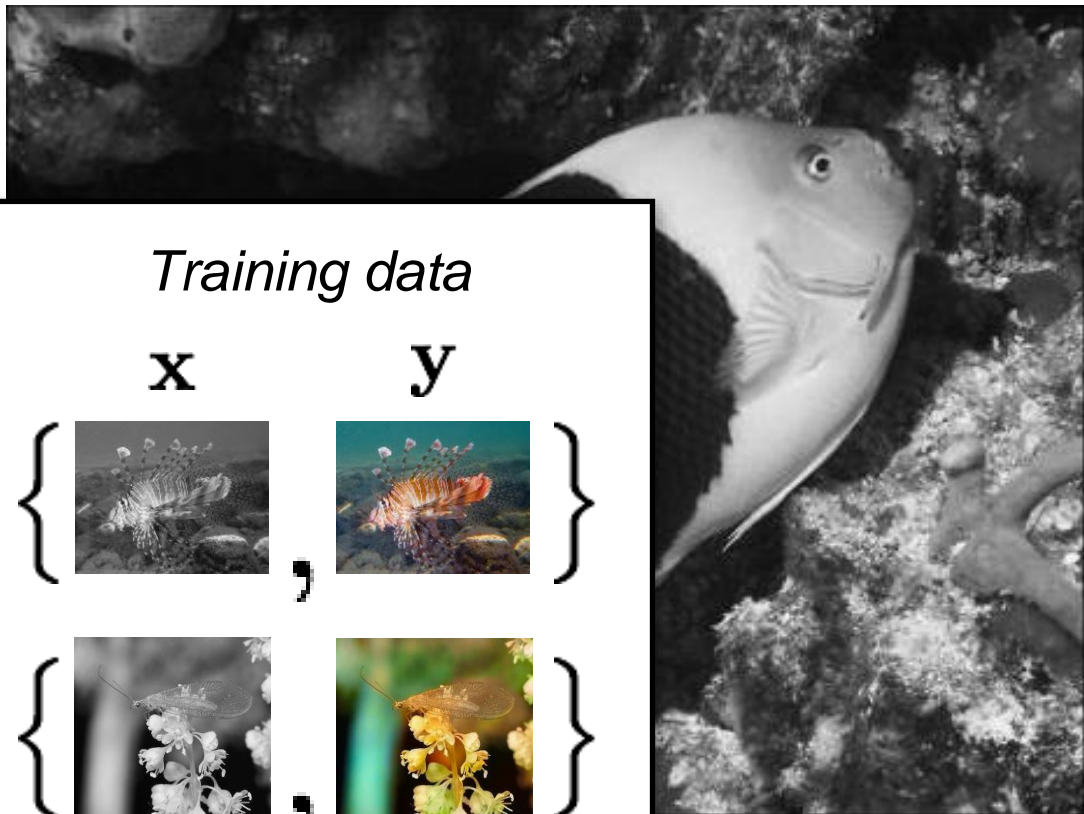 Training data
x y
{ , }
{ , }